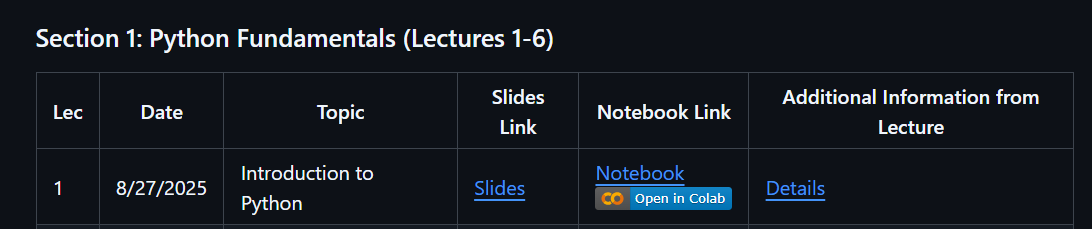 Section 1: Python Fundamentals (Lectures 1-6)
Lec
Date
Topic
Slides
Link
Notebook Link
Additional Information from
Lecture
1
8/27/2025
Introduction to
Python
Slides
Notebook
Open in Colab
Details